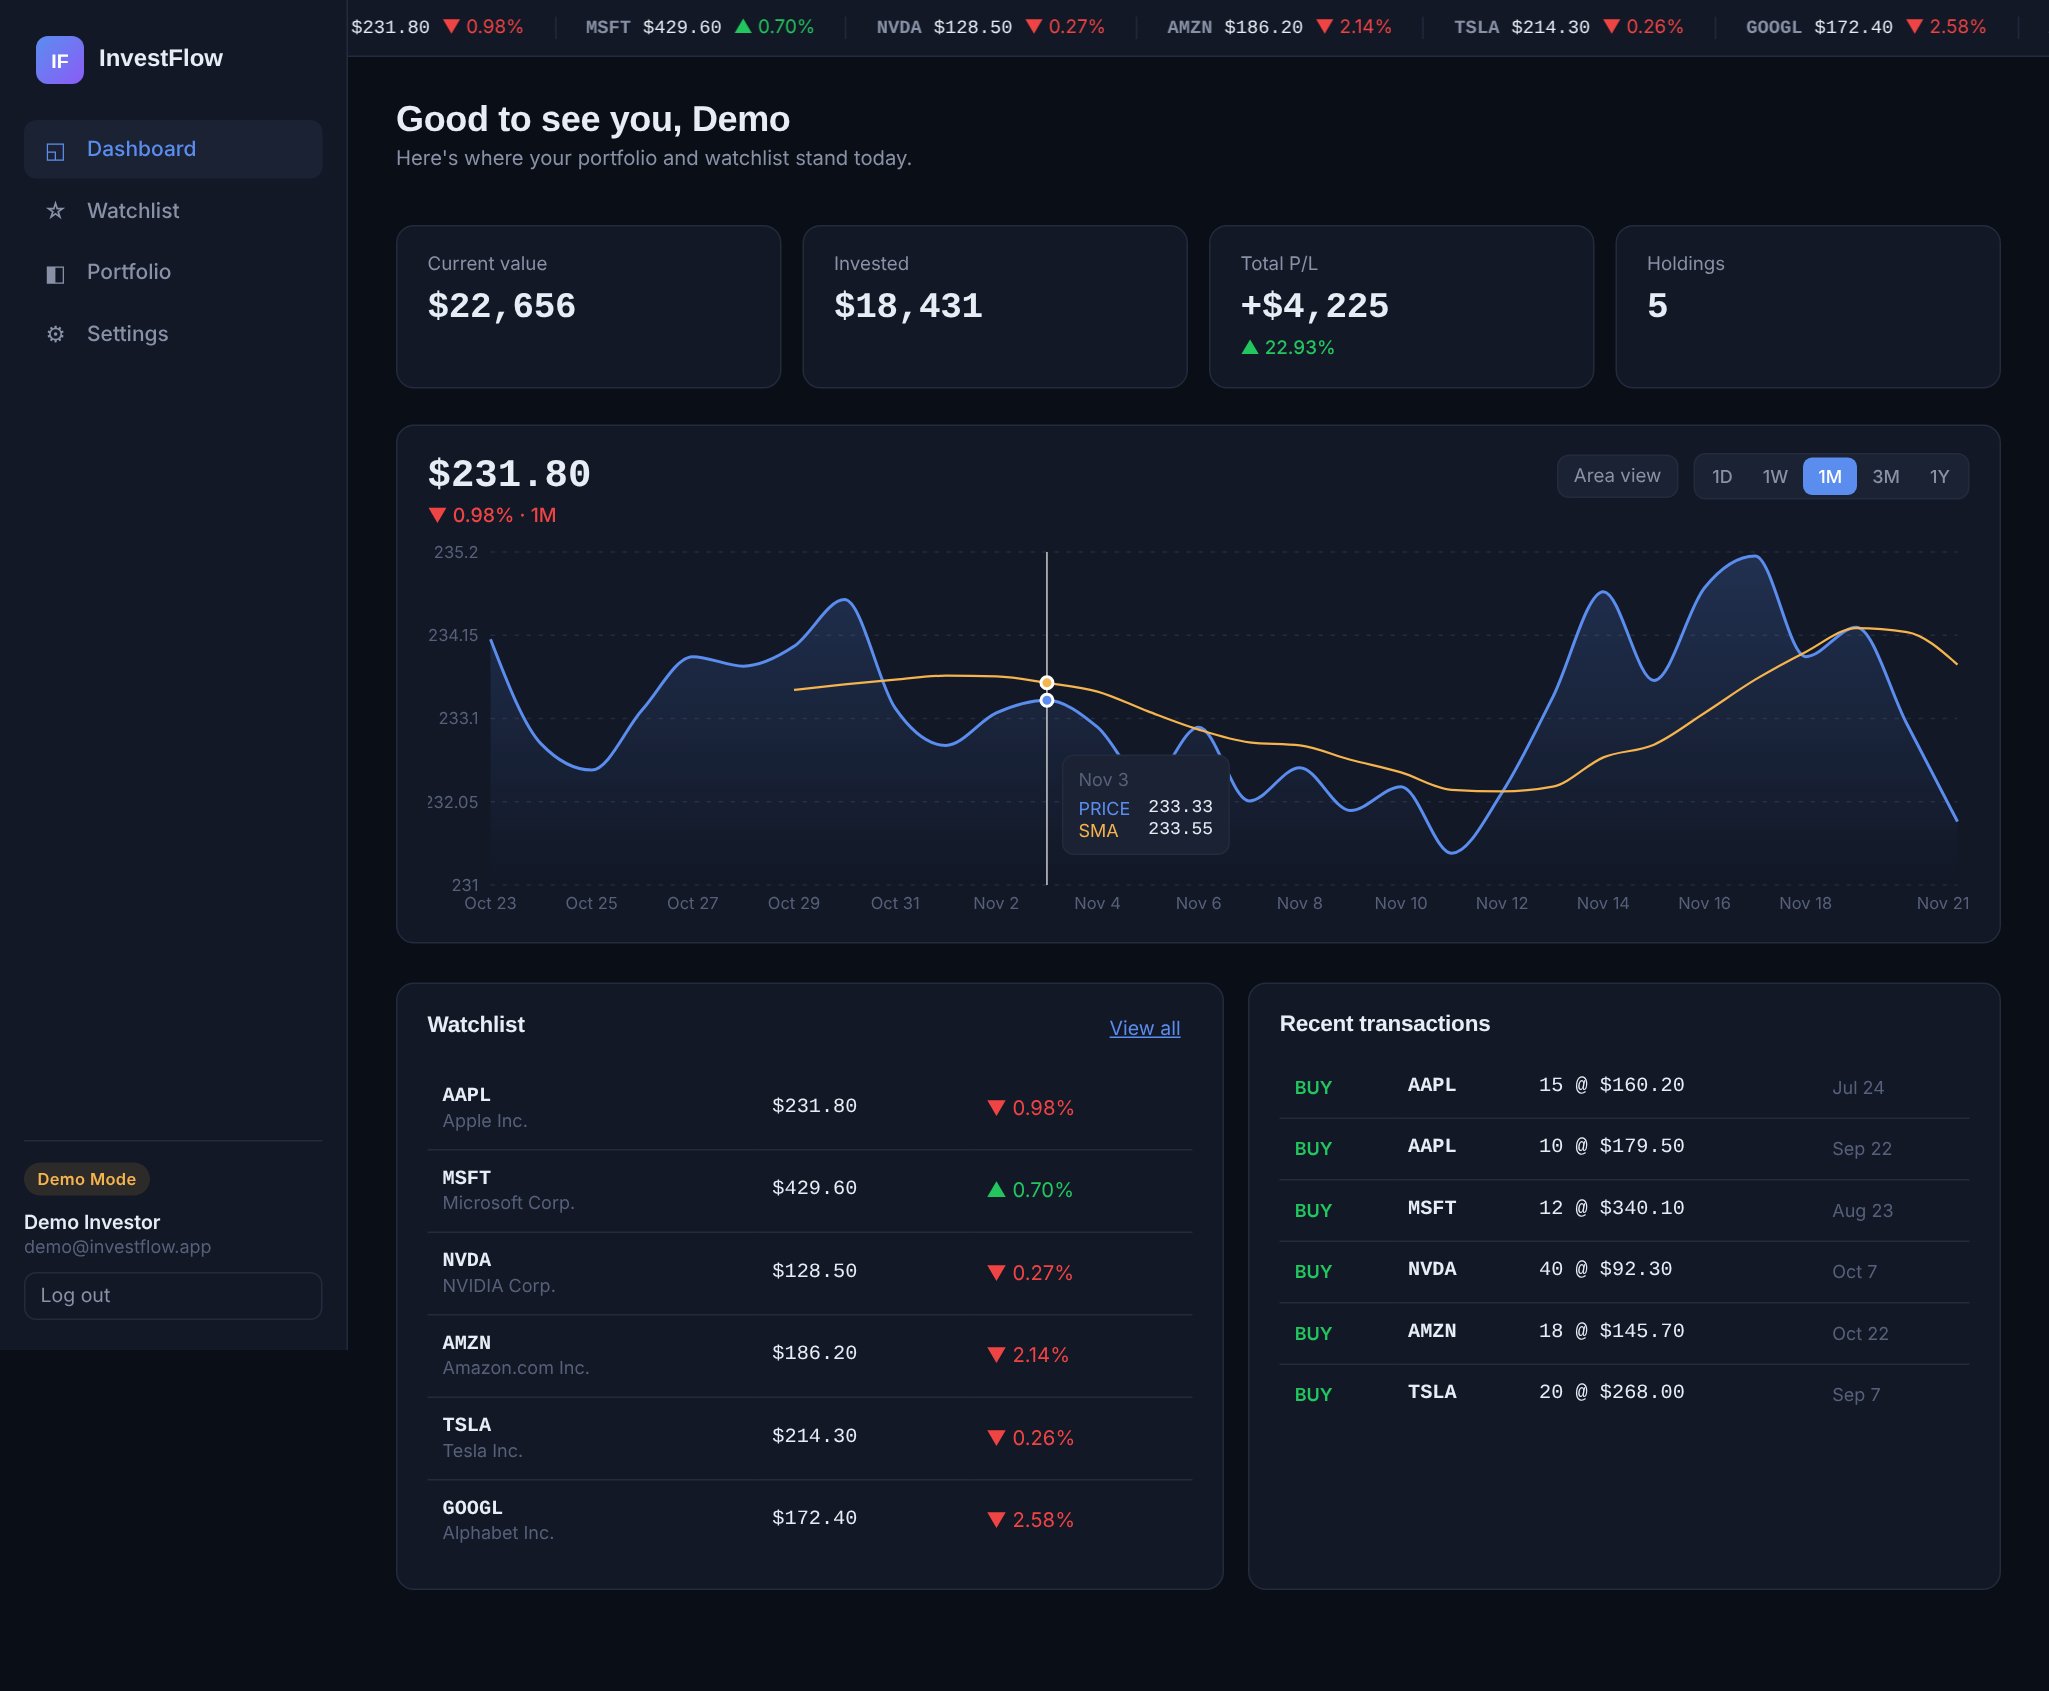 IF InvestFlow
Dashboard
Watchlist
Portfolio
Settings
Demo Mode
Demo Investor
demo@investflow.app
Log out
$231.80 ▼ 0.98% MSFT $429.60 ▲ 0.70% NVDA $128.50 ▼ 0.27% AMZN $186.20 ▼ 2.14% TSLA $214.30 ▼ 0.26% GOOGL $172.40 ▼ 2.58%
Good to see you, Demo
Here's where your portfolio and watchlist stand today.
Current value
$22,656
Invested
$18,431
Total P/L
+$4,225
▲ 22.93%
Holdings
5
$231.80
▼ 0.98% · 1M
Area view 1D 1W 1M 3M 1Y
235.2
234.15
233.1
232.05
231
Nov 3
PRICE 233.33
SMA 233.55
Oct 23 Oct 25 Oct 27 Oct 29 Oct 31 Nov 2 Nov 4 Nov 6 Nov 8 Nov 10 Nov 12 Nov 14 Nov 16 Nov 18 Nov 21
Watchlist View all
AAPL $231.80 ▼ 0.98%
Apple Inc.
MSFT $429.60 ▲ 0.70%
Microsoft Corp.
NVDA $128.50 ▼ 0.27%
NVIDIA Corp.
AMZN $186.20 ▼ 2.14%
Amazon.com Inc.
TSLA $214.30 ▼ 0.26%
Tesla Inc.
GOOGL $172.40 ▼ 2.58%
Alphabet Inc.
Recent transactions
BUY AAPL 15 @ $160.20 Jul 24
BUY AAPL 10 @ $179.50 Sep 22
BUY MSFT 12 @ $340.10 Aug 23
BUY NVDA 40 @ $92.30 Oct 7
BUY AMZN 18 @ $145.70 Oct 22
BUY TSLA 20 @ $268.00 Sep 7